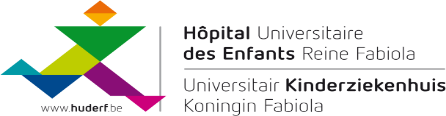 Hôpital Universitaire
des Enfants Reine Fabiola
Universitair Kinderziekenhuis
Koningin Fabiola
www.huderf.be